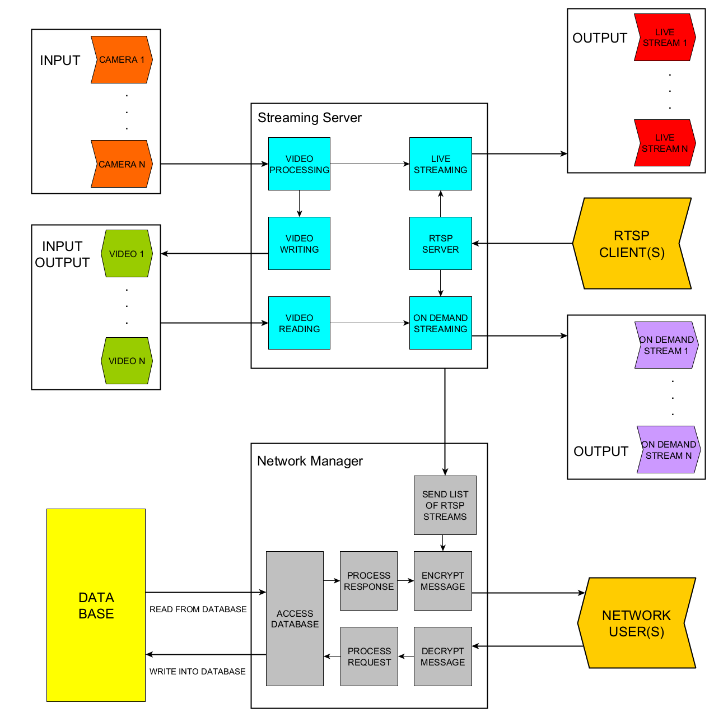 INPUT
CAMERA 1
CAMERA N
OUTPUT
LIVE
STREAM 1
LIVE
STREAM N
Streaming Server
VIDEO
PROCESSING
LIVE
STREAMING
VIDEO
WRITING
RTSP
SERVER
VIDEO
READING
ON DEMAND
STREAMING
INPUT
OUTPUT
VIDEO 1
VIDEO N
RTSP
CLIENT(S)
ON DEMAND
STREAM 1
ON DEMAND
STREAM N
OUTPUT
Network Manager
SEND LIST
OF RTSP
STREAMS
DATA
BASE
READ FROM DATABASE
WRITE INTO DATABASE
ACCESS
DATABASE
PROCESS
RESPONSE
ENCRYPT
MESSAGE
PROCESS
REQUEST
DECRYPT
MESSAGE
NETWORK
USER(S)